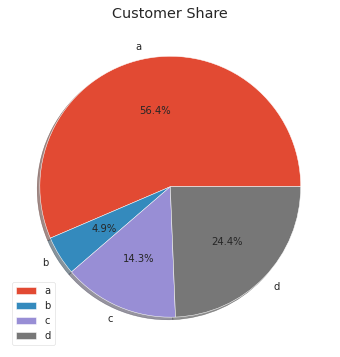 Customer Share
a
56.4%
4.9%
b
14.3%
c
24.4%
d
a
b
c
d